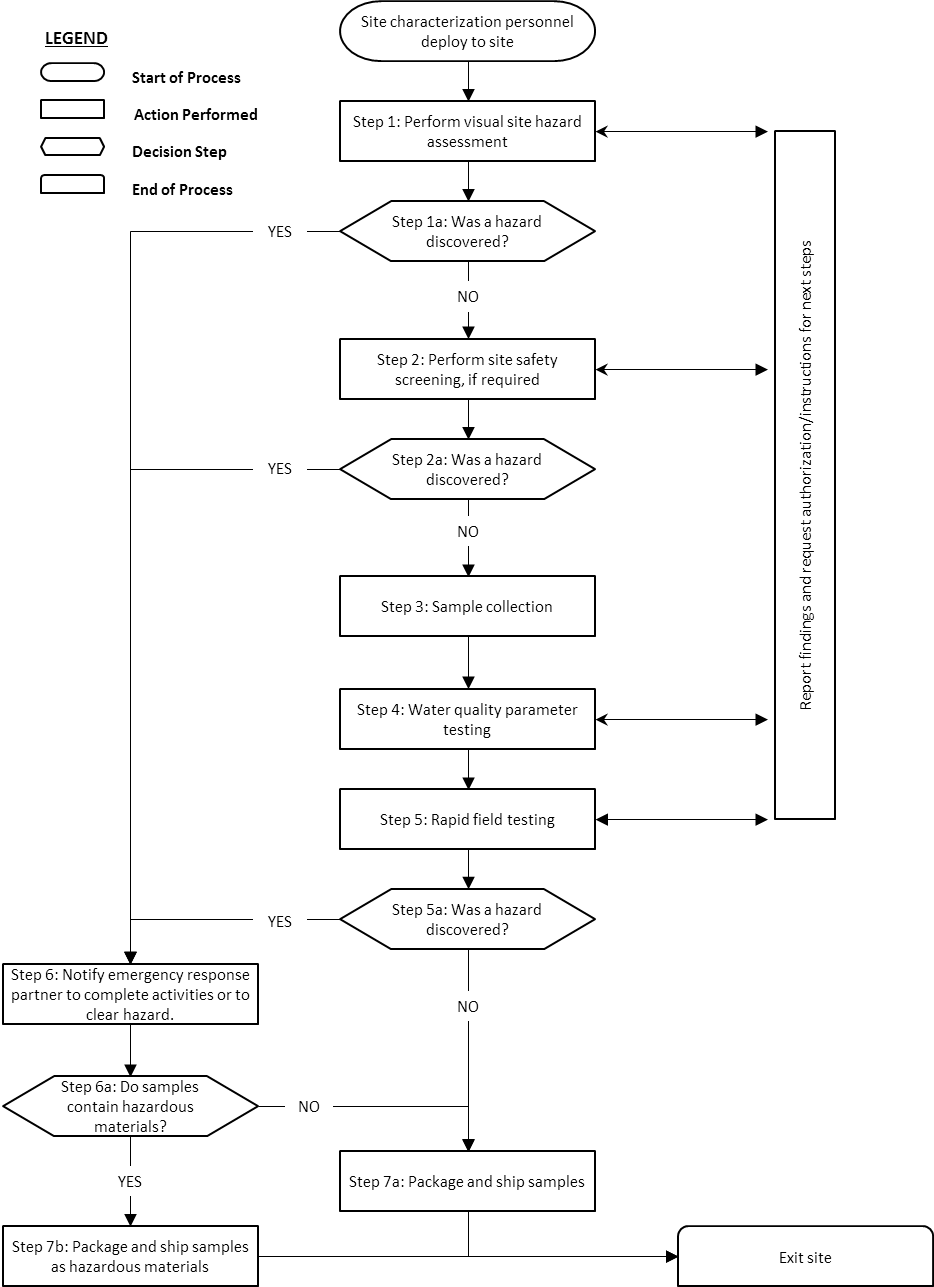 Site characterization personnel
deploy to site
LEGEND
Start of Process
Action Performed
Decision Step
End of Process
Step 1: Perform visual site hazard
assessment
Step 1a: Was a hazard
discovered?
YES
NO
Step 2: Perform site safety
screening, if required
Step 2a: Was a hazard
discovered?
YES
NO
Step 3: Sample collection
Step 4: Water quality parameter
testing
Step 5: Rapid field testing
Report findings and request authorization/instructions for next steps
Step 5a: Was a hazard
discovered?
YES
NO
Step 6: Notify emergency response
partner to complete activities or to
clear hazard.
Step 6a: Do samples
contain hazardous
materials?
NO
YES
Step 7a: Package and ship samples
Step 7b: Package and ship samples
as hazardous materials
Exit site